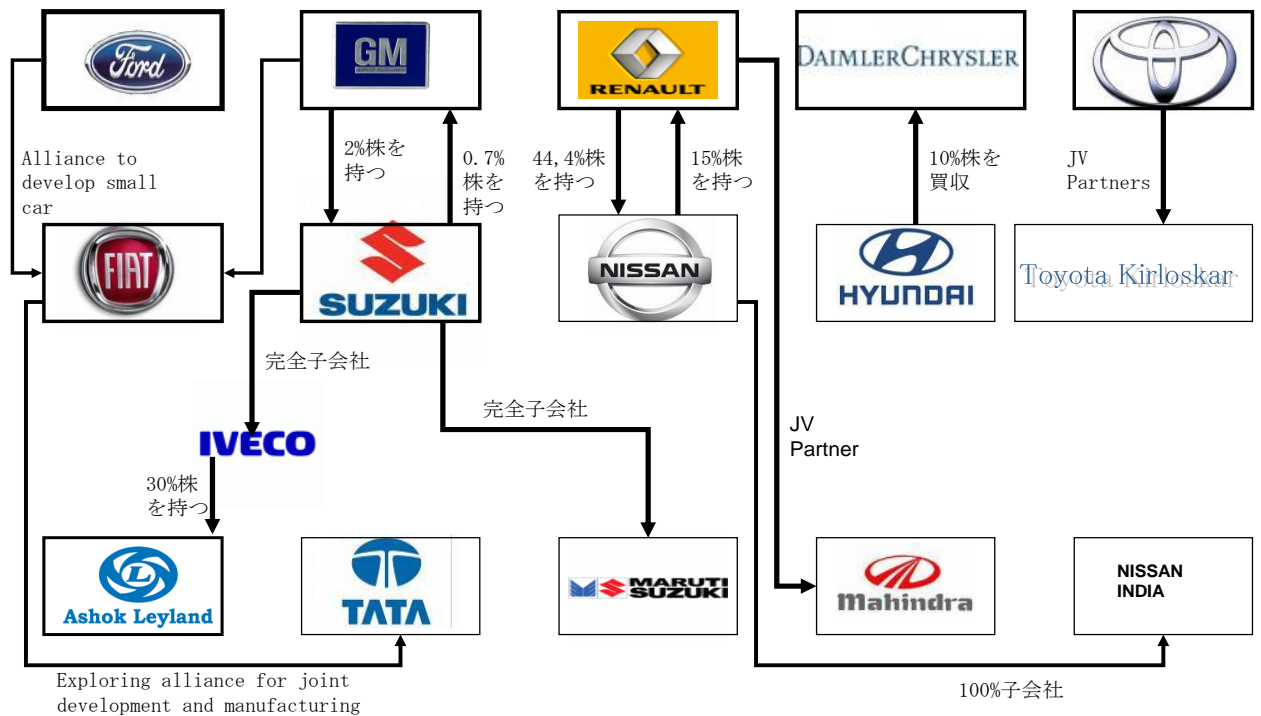 Ford
GM
RENAULT
DAIMLERCHRYSLER
Alliance to
develop small
car
2%株を
持つ
0.7%
株を
持つ
44,4%株
を持つ
15%株
を持つ
10%株を
買収
JV
Partners
FIAT
SUZUKI
NISSAN
HYUNDAI
Toyota Kirloskar
完全子会社
完全子会社
IVECO
JV
Partner
30%株
を持つ
L
Ashok Leyland
TATA
MARUTI
SUZUKI
Mahindra
NISSAN
INDIA
Exploring alliance for joint
development and manufacturing
100%子会社